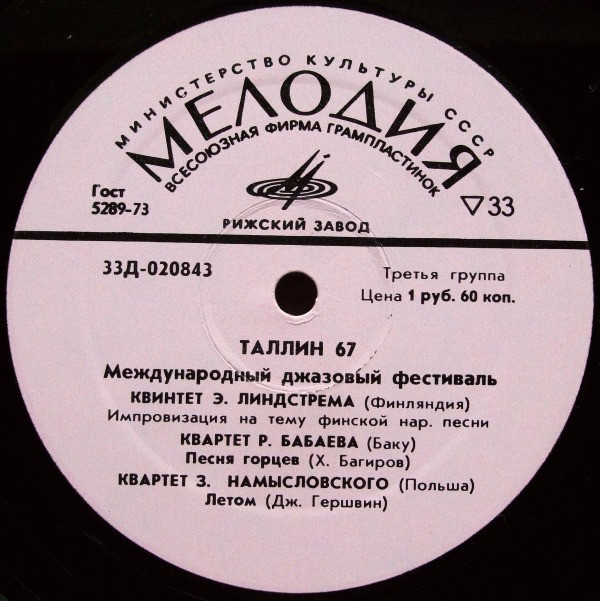 МИНИСТЕРСТВО КУЛЬТУРЫ СССР
МЕЛОДИЯ
ВСЕСОЮЗНАЯ ФИРМА ГРАМПЛАСТИНОК
Гост
5289-73
▽33
РИЖСКИЙ ЗАВОД
33Д-020843
Третья группа
Цена 1 руб. 60 коп.
ТАЛЛИН 67
Международный джазовый фестиваль
КВИНТЕТ Э. ЛИНДСТРЕМА (Финляндия)
Импровизация на тему финской нар. песни
КВАРТЕТ Р. БАБАЕВА (Баку)
Песня горцев (Х. Багиров)
КВАРТЕТ З. НАМЫСЛОВСКОГО (Польша)
Летом (Дж. Гершвин)